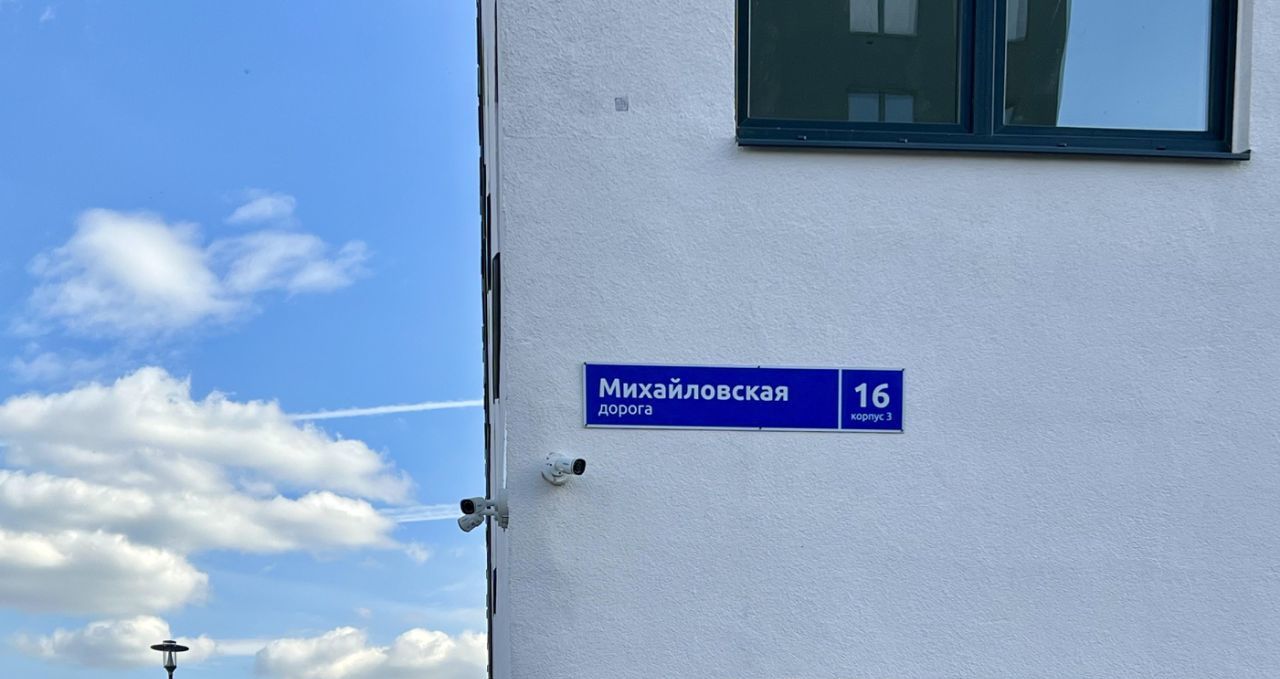 Михайловская
дорога
16
корпус 3